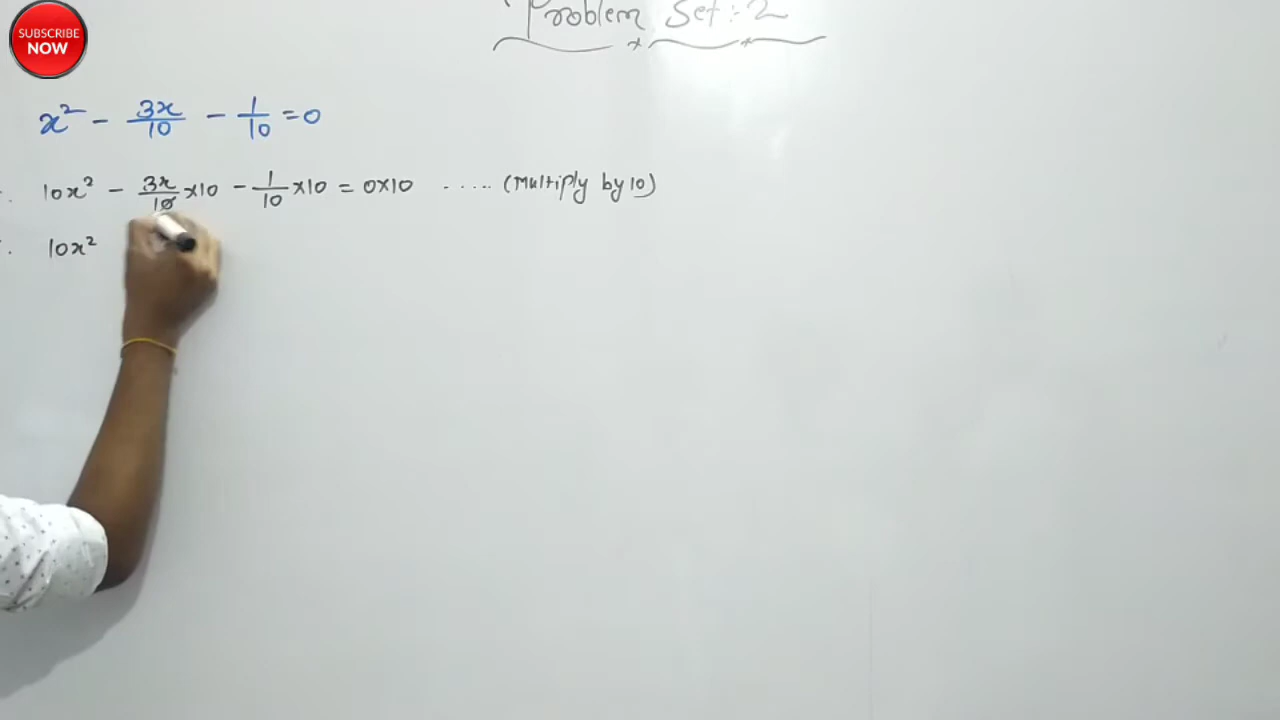 SUBSCRIBE
NOW
Problem Set :- 2
x² - 3x/10 - 1/10 = 0
10x² - 3x/10 ×10 - 1/10 ×10 = 0×10 ..... (Multiply by 10)
10x²